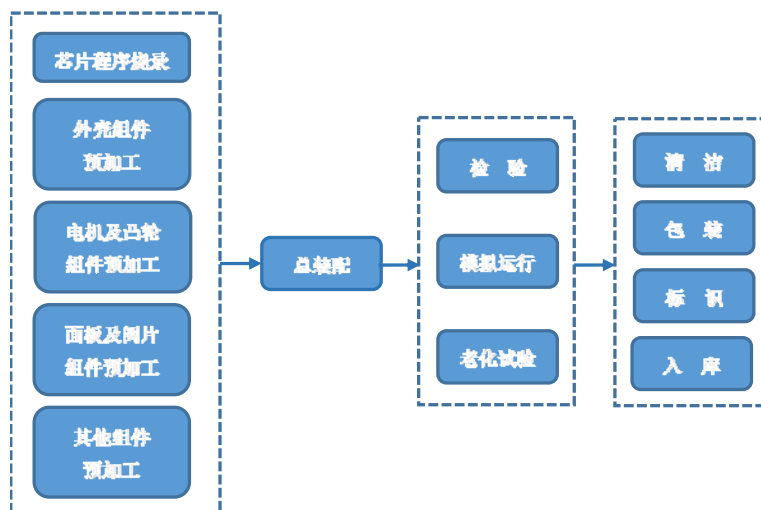 芯片程序烧录
外壳组件
预加工
电机及凸轮
组件预加工
面板及阀片
组件预加工
其他组件
预加工
总装配
检 验
模拟运行
老化试验
清 洁
包 装
标 识
入 库